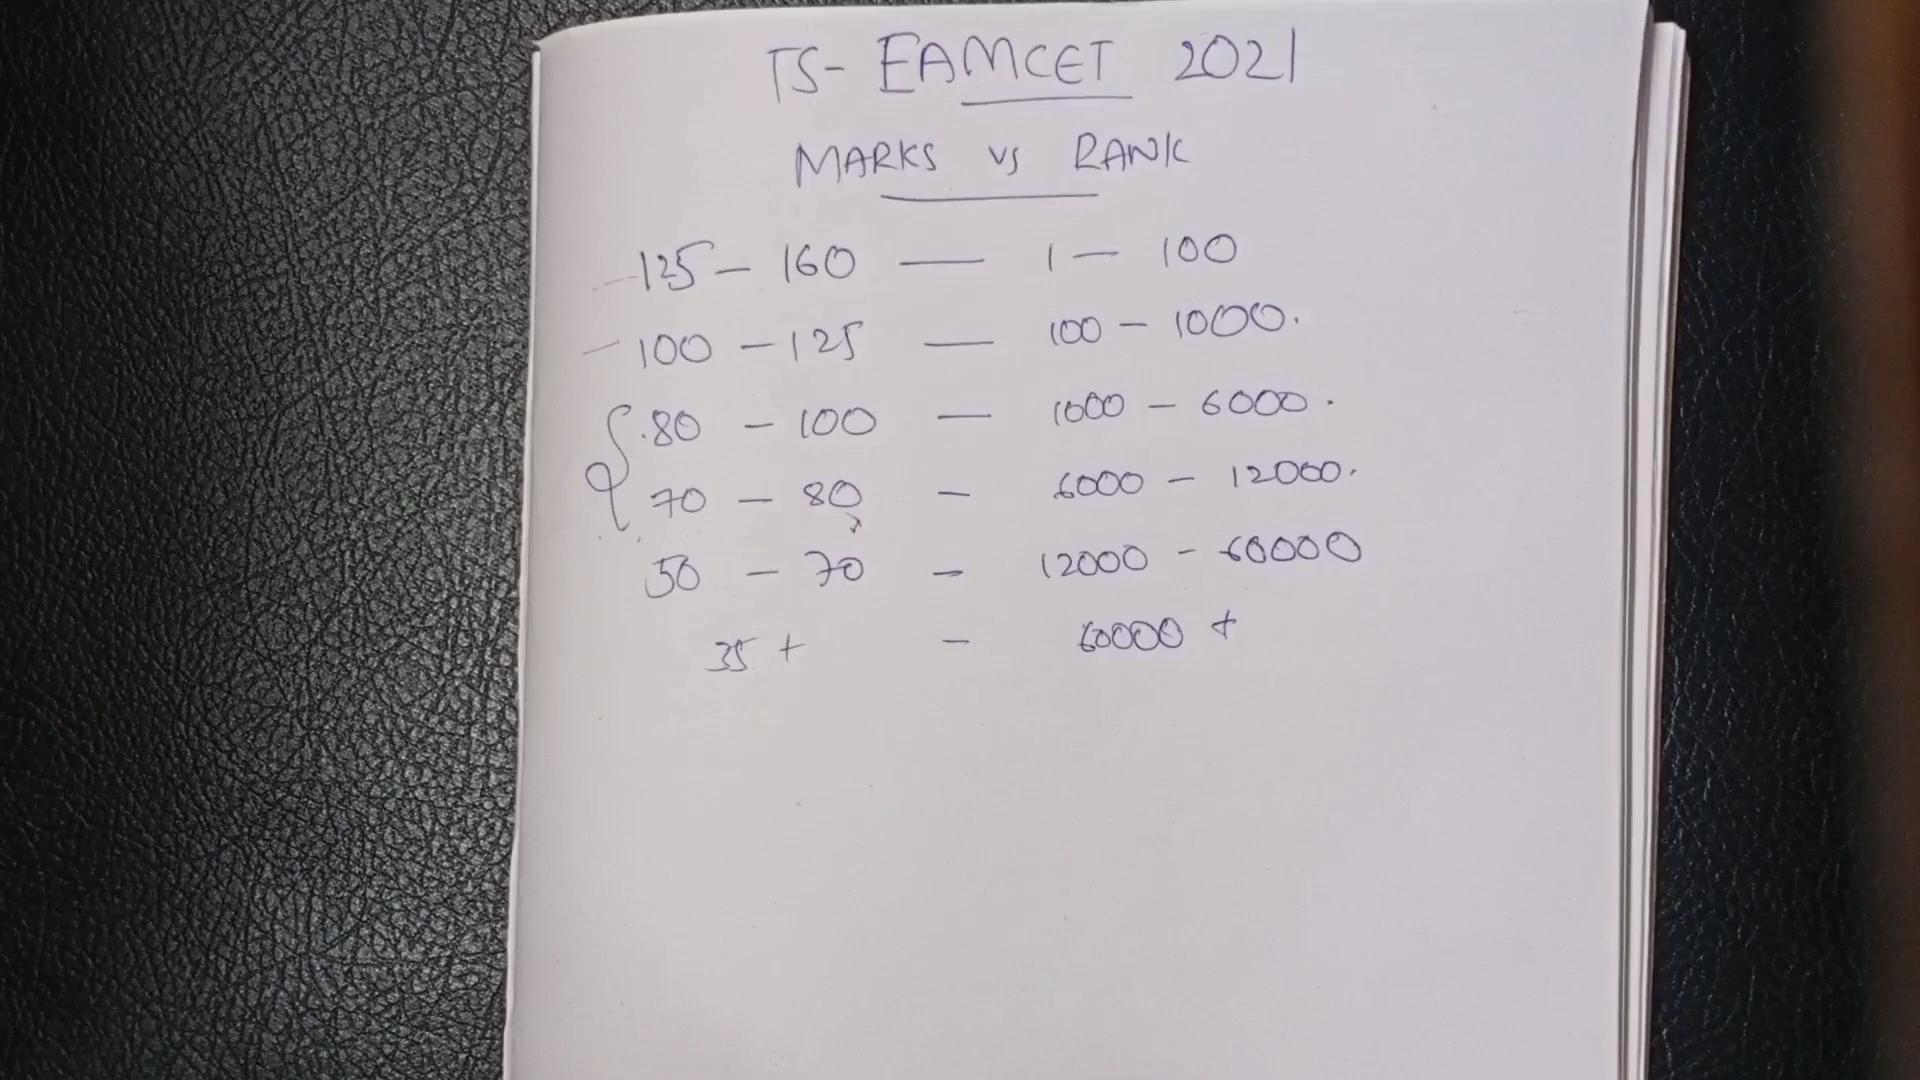 TS- EAMCET 2021
MARKS vs RANK
125 - 160 — 1 — 100
100 - 125 — 100 - 1000.
80 - 100 — 1000 - 6000.
70 - 80 - 6000 - 12000.
50 - 70 - 12000 - 60000
35 + - 60000 +